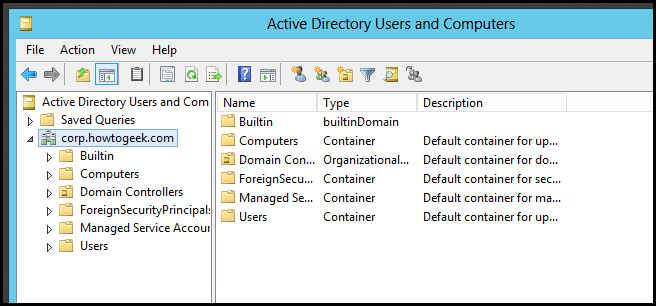 Active Directory Users and Computers
File Action View Help
Active Directory Users and Com
Saved Queries
corp.howtogeek.com
Builtin
Computers
Domain Controllers
ForeignSecurityPrincipals
Managed Service Accour
Users
Name Type Description
Builtin builtinDomain
Computers Container Default container for up...
Domain Con... Organizational... Default container for do...
ForeignSecu... Container Default container for sec...
Managed Se... Container Default container for ma...
Users Container Default container for up...